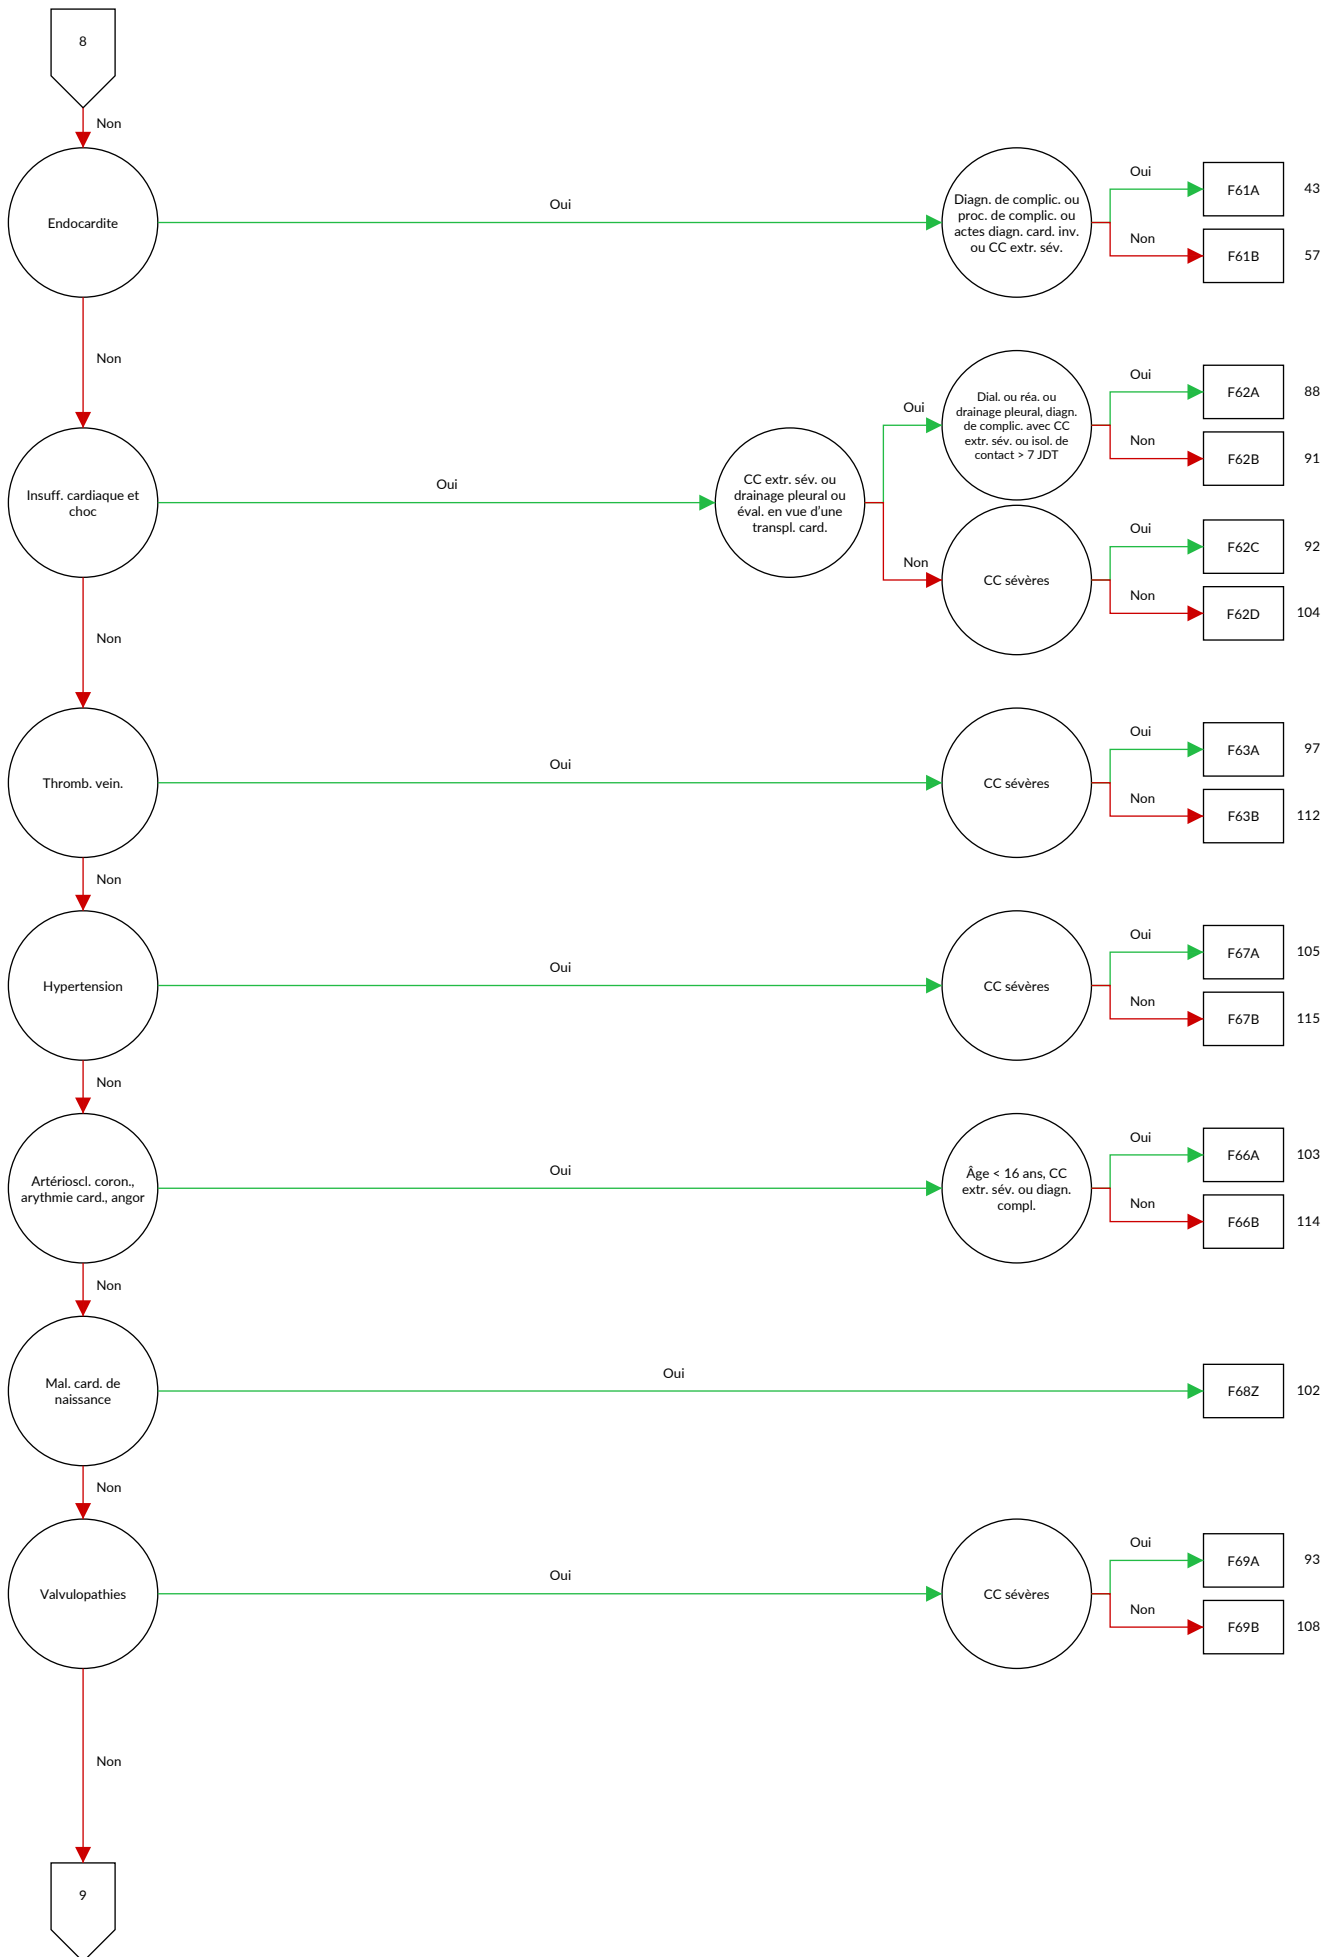 8
Non
Endocardite
Oui
Diagn. de complic. ou
proc. de complic. ou
actes diagn. card. inv.
ou CC extr. sév.
Oui
F61A
43
Non
F61B
57
Non
Insuff. cardiaque et
choc
Oui
CC extr. sév. ou
drainage pleural ou
éval. en vue d'une
transpl. card.
Oui
Dial. ou réa. ou
drainage pleural, diagn.
de complic. avec CC
extr. sév. ou isol. de
contact > 7 JDT
Oui
F62A
88
Non
F62B
91
Non
CC sévères
Oui
F62C
92
Non
F62D
104
Non
Thromb. vein.
Oui
CC sévères
Oui
F63A
97
Non
F63B
112
Non
Hypertension
Oui
CC sévères
Oui
F67A
105
Non
F67B
115
Non
Artérioscl. coron.,
arythmie card., angor
Oui
Âge < 16 ans, CC
extr. sév. ou diagn.
compl.
Oui
F66A
103
Non
F66B
114
Non
Mal. card. de
naissance
Oui
F68Z
102
Non
Valvulopathies
Oui
CC sévères
Oui
F69A
93
Non
F69B
108
Non
9